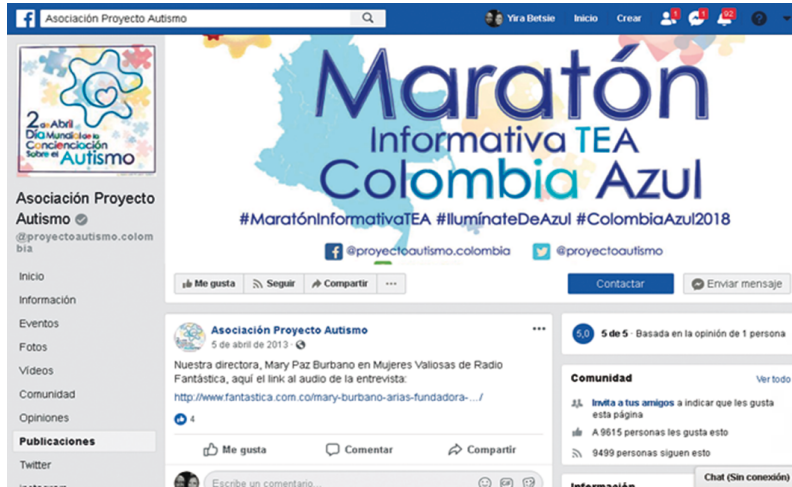 Asociación Proyecto Autismo
Yira Betsie
Inicio
Crear
1
1
92
2 de Abril
Día Mundial de la
Concienciación
Sobre el Autismo
Asociación Proyecto
Autismo
@proyectoautismo.colom
bia
Inicio
Información
Eventos
Fotos
Vídeos
Comunidad
Opiniones
Publicaciones
Twitter
Maratón
Informativa TEA
Colombia Azul
#MaratónInformativaTEA #IlumínateDeAzul #ColombiaAzul2018
@proyectoautismo.colombia @proyectoautismo
Me gusta Seguir Compartir ...
Contactar Enviar mensaje
Asociación Proyecto Autismo
5 de abril de 2013 ·
Nuestra directora, Mary Paz Burbano en Mujeres Valiosas de Radio
Fantástica, aquí el link al audio de la entrevista:
http://www.fantastica.com.co/mary-burbano-arias-fundadora-.../
4
Me gusta Comentar Compartir
Escribe un comentario...
GIF
5,0 5 de 5 · Basada en la opinión de 1 persona
Comunidad Ver todo
Invita a tus amigos a indicar que les gusta
esta página
A 9615 personas les gusta esto
9499 personas siguen esto
Información
Chat (Sin conexión)